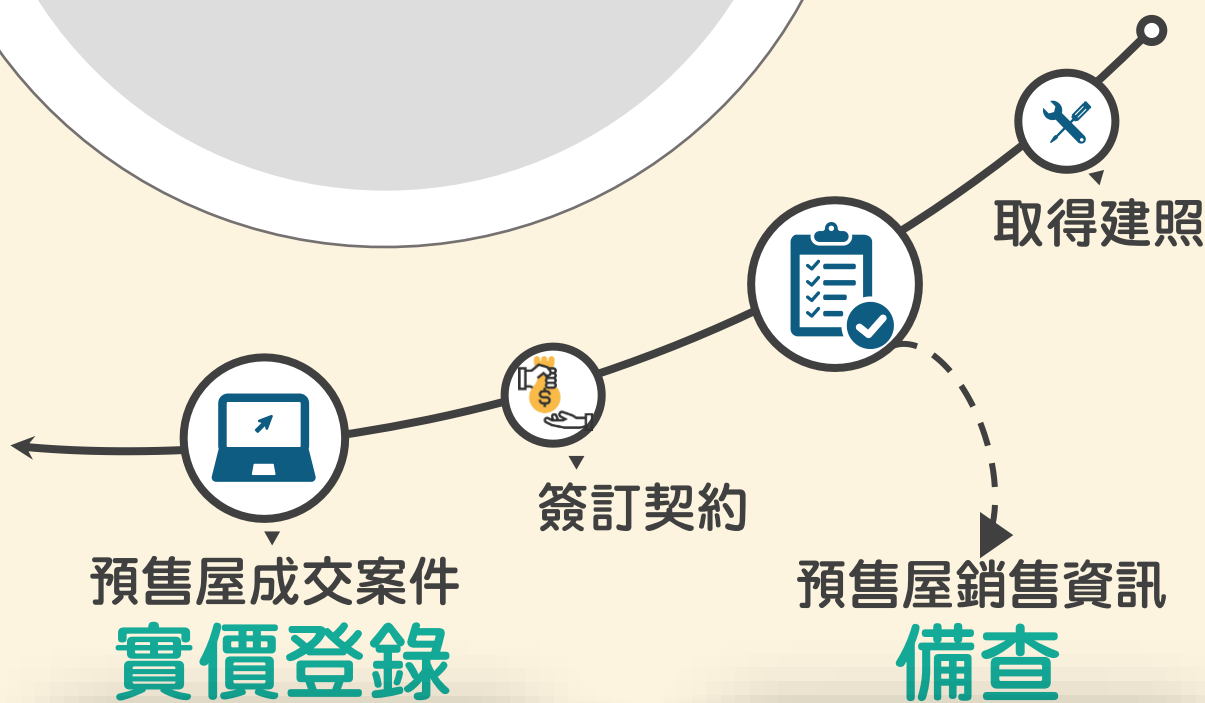 取得建照
簽訂契約
預售屋成交案件
實價登錄
預售屋銷售資訊
備查